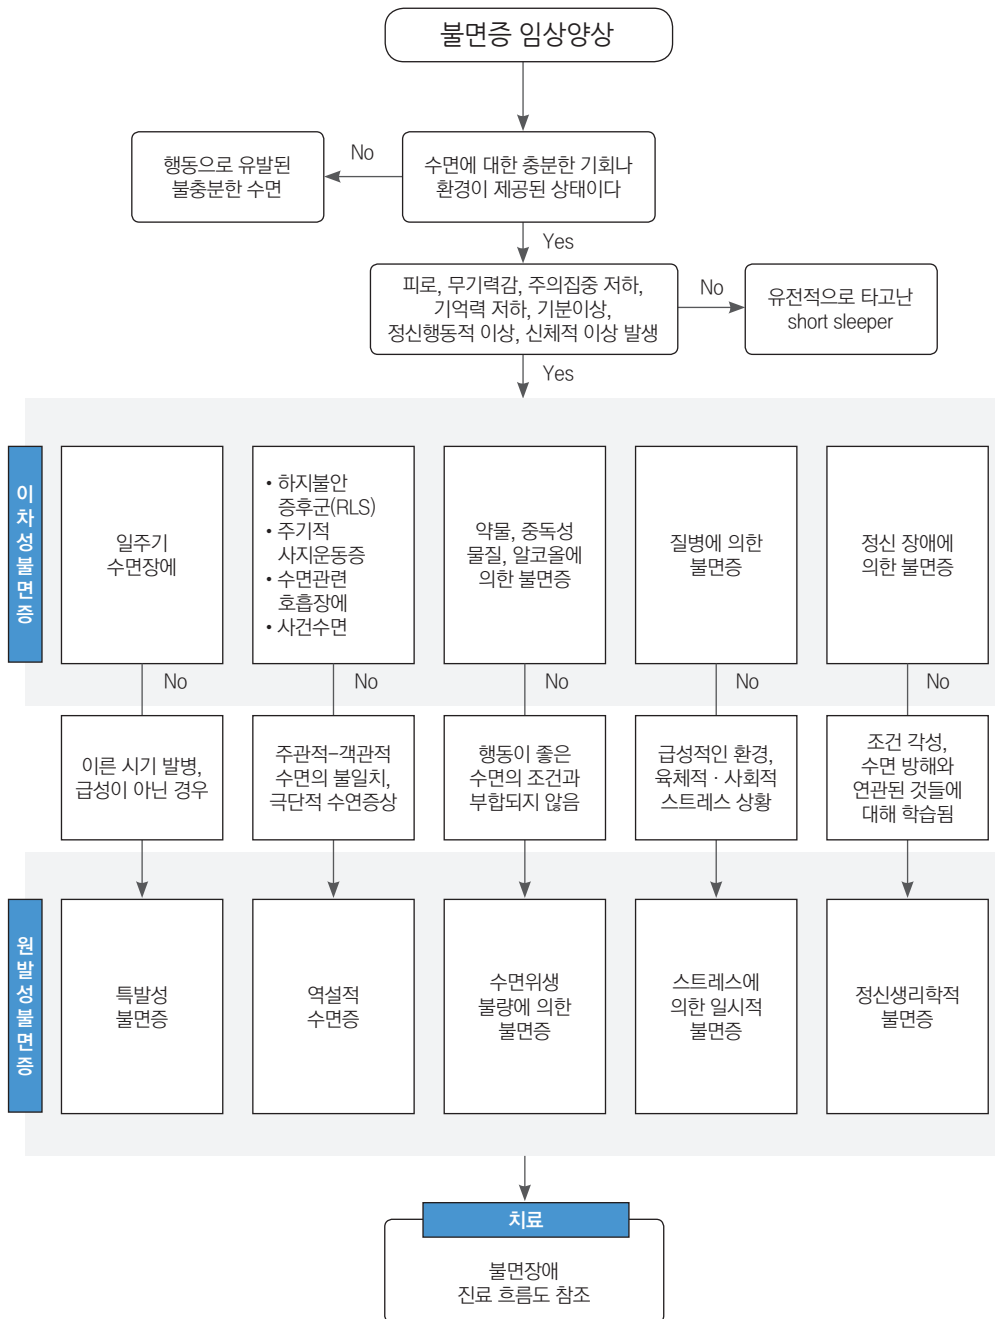 불면증 임상양상
No
행동으로 유발된
불충분한 수면
수면에 대한 충분한 기회나
환경이 제공된 상태이다
Yes
피로, 무기력감, 주의집중 저하,
기억력 저하, 기분이상,
정신행동적 이상, 신체적 이상 발생
No
유전적으로 타고난
short sleeper
Yes
이차성불면증
일주기
수면장에
• 하지불안
증후군(RLS)
• 주기적
사지운동증
• 수면관련
호흡장에
• 사건수면
약물, 중독성
물질, 알코올에
의한 불면증
질병에 의한
불면증
정신 장애에
의한 불면증
No
No
No
No
No
이른 시기 발병,
급성이 아닌 경우
주관적–객관적
수면의 불일치,
극단적 수연증상
행동이 좋은
수면의 조건과
부합되지 않음
급성적인 환경,
육체적 · 사회적
스트레스 상황
조건 각성,
수면 방해와
연관된 것들에
대해 학습됨
원발성불면증
특발성
불면증
역설적
수면증
수면위생
불량에 의한
불면증
스트레스에
의한 일시적
불면증
정신생리학적
불면증
치료
불면장애
진료 흐름도 참조